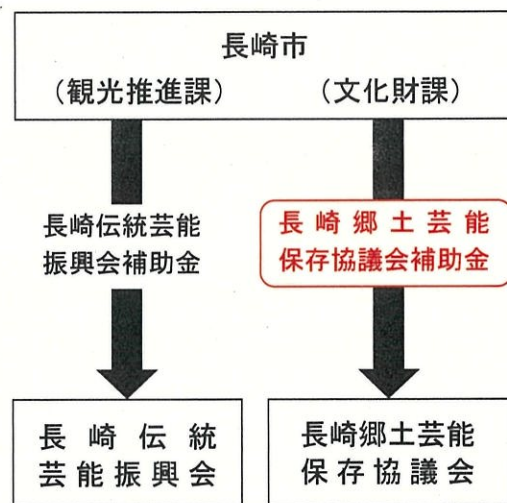 長崎市
（観光推進課）　（文化財課）
長崎伝統芸能
振興会補助金
長崎郷土芸能
保存協議会補助金
長崎伝統
芸能振興会
長崎郷土芸能
保存協議会